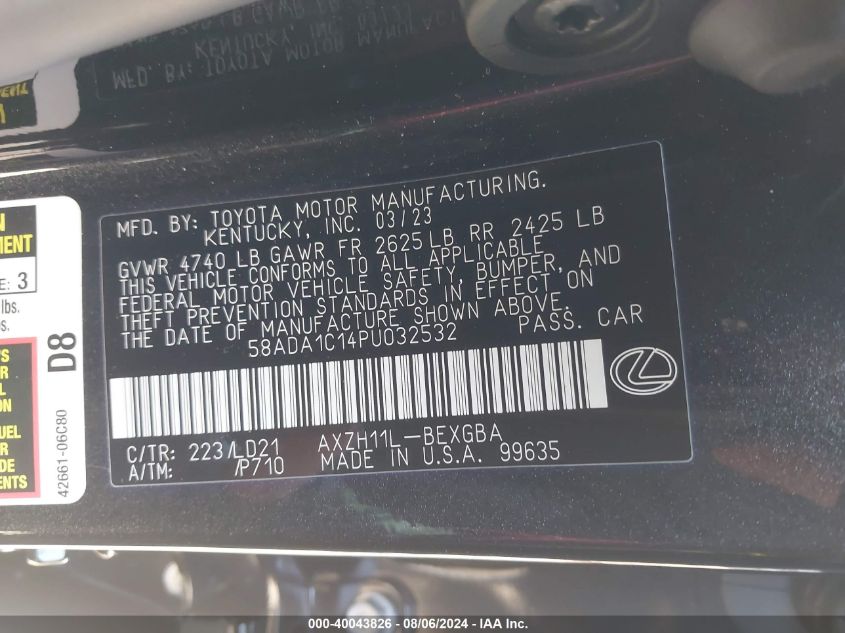 MFD. BY: TOYOTA MOTOR MANUFACTURING.
KENTUCKY, INC. 03/23
GVWR 4740 LB GAWR FR 2625 LB RR 2425 LB
THIS VEHICLE CONFORMS TO ALL APPLICABLE
FEDERAL MOTOR VEHICLE SAFETY, BUMPER, AND
THEFT PREVENTION STANDARDS IN EFFECT ON
THE DATE OF MANUFACTURE SHOWN ABOVE.
58ADA1C14PU032532 PASS. CAR
C/TR: 223/LD21 AXZH11L-BEXGBA
A/TM: /P710 MADE IN U.S.A. 99635
E: 3
lbs.
D8
42661-06C80
000-40043826 - 08/06/2024 - IAA Inc.